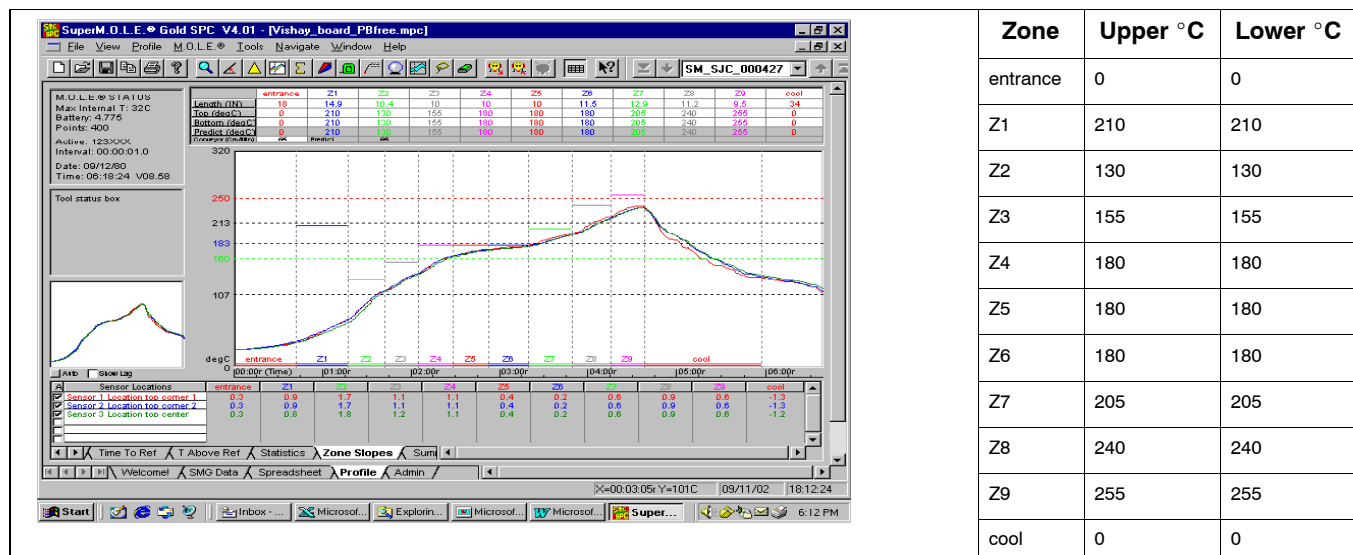 SuperM.O.L.E.® Gold SPC V4.01 - [Vishay_board_PBfree.mpc]
File View Profile M.O.L.E.® Tools Navigate Window Help
SM_SJC_000427
M.O.L.E.® STATUS
Max Internal T: 32C
Battery: 4.775
Points: 400
Active: 123XXX
Interval: 00:00:01.0
Date: 09/12/80
Time: 06:18:24 V08.58
Tool status box
entrance Z1 Z2 Z3 Z4 Z5 Z6 Z7 Z8 Z9 cool
Length (IN) 18 14.9 10.4 10 10 10 11.5 12.9 11.2 9.5 34
Top (degC) 0 210 130 155 180 180 180 205 240 255 0
Bottom (degC) 0 210 130 155 180 180 180 205 240 255 0
Predict (degC) 0 210 130 155 180 180 180 205 240 255 0
Conveyor (Cm/Min) 65 Predict 65
320
250
213
183
160
107
degC
0
entrance Z1 Z2 Z3 Z4 Z5 Z6 Z7 Z8 Z9 cool
00:00r (Time) 01:00r 02:00r 03:00r 04:00r 05:00r 06:00r
Auto Show Lag
A Sensor Locations entrance Z1 Z2 Z3 Z4 Z5 Z6 Z7 Z8 Z9 cool
Sensor 1 Location top corner 1 0.3 0.9 1.7 1.1 1.1 0.4 0.2 0.6 0.9 0.6 -1.3
Sensor 2 Location top corner 2 0.3 0.9 1.7 1.1 1.1 0.4 0.2 0.6 0.9 0.6 -1.3
Sensor 3 Location top center 0.3 0.8 1.8 1.2 1.1 0.4 0.2 0.6 0.9 0.6 -1.2
Time To Ref T Above Ref Statistics Zone Slopes Sum
Welcome! SMG Data Spreadsheet Profile Admin
X=00:03:05r Y=101C 09/11/02 18:12:24
Start Inbox - ... Microsof... Explorin... Microsof... Microsof... Super... 6:12 PM
Zone Upper °C Lower °C
entrance 0 0
Z1 210 210
Z2 130 130
Z3 155 155
Z4 180 180
Z5 180 180
Z6 180 180
Z7 205 205
Z8 240 240
Z9 255 255
cool 0 0